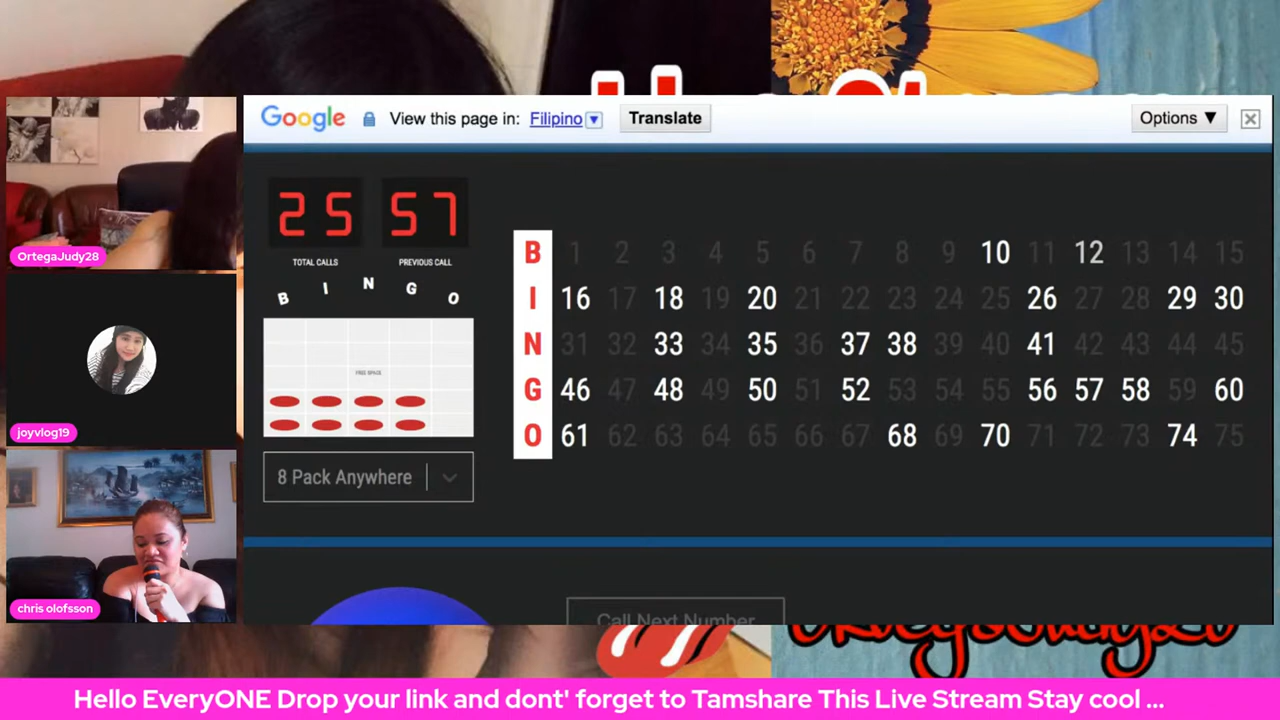 Google View this page in: Filipino Translate Options ▼
25 57
TOTAL CALLS PREVIOUS CALL
B I N G O
FREE SPACE
8 Pack Anywhere
B 1 2 3 4 5 6 7 8 9 10 11 12 13 14 15
I 16 17 18 19 20 21 22 23 24 25 26 27 28 29 30
N 31 32 33 34 35 36 37 38 39 40 41 42 43 44 45
G 46 47 48 49 50 51 52 53 54 55 56 57 58 59 60
O 61 62 63 64 65 66 67 68 69 70 71 72 73 74 75
Call Next Number
OrtegaJudy28
joyvlog19
chris olofsson
Hello EveryONE Drop your link and dont' forget to Tamshare This Live Stream Stay cool ...